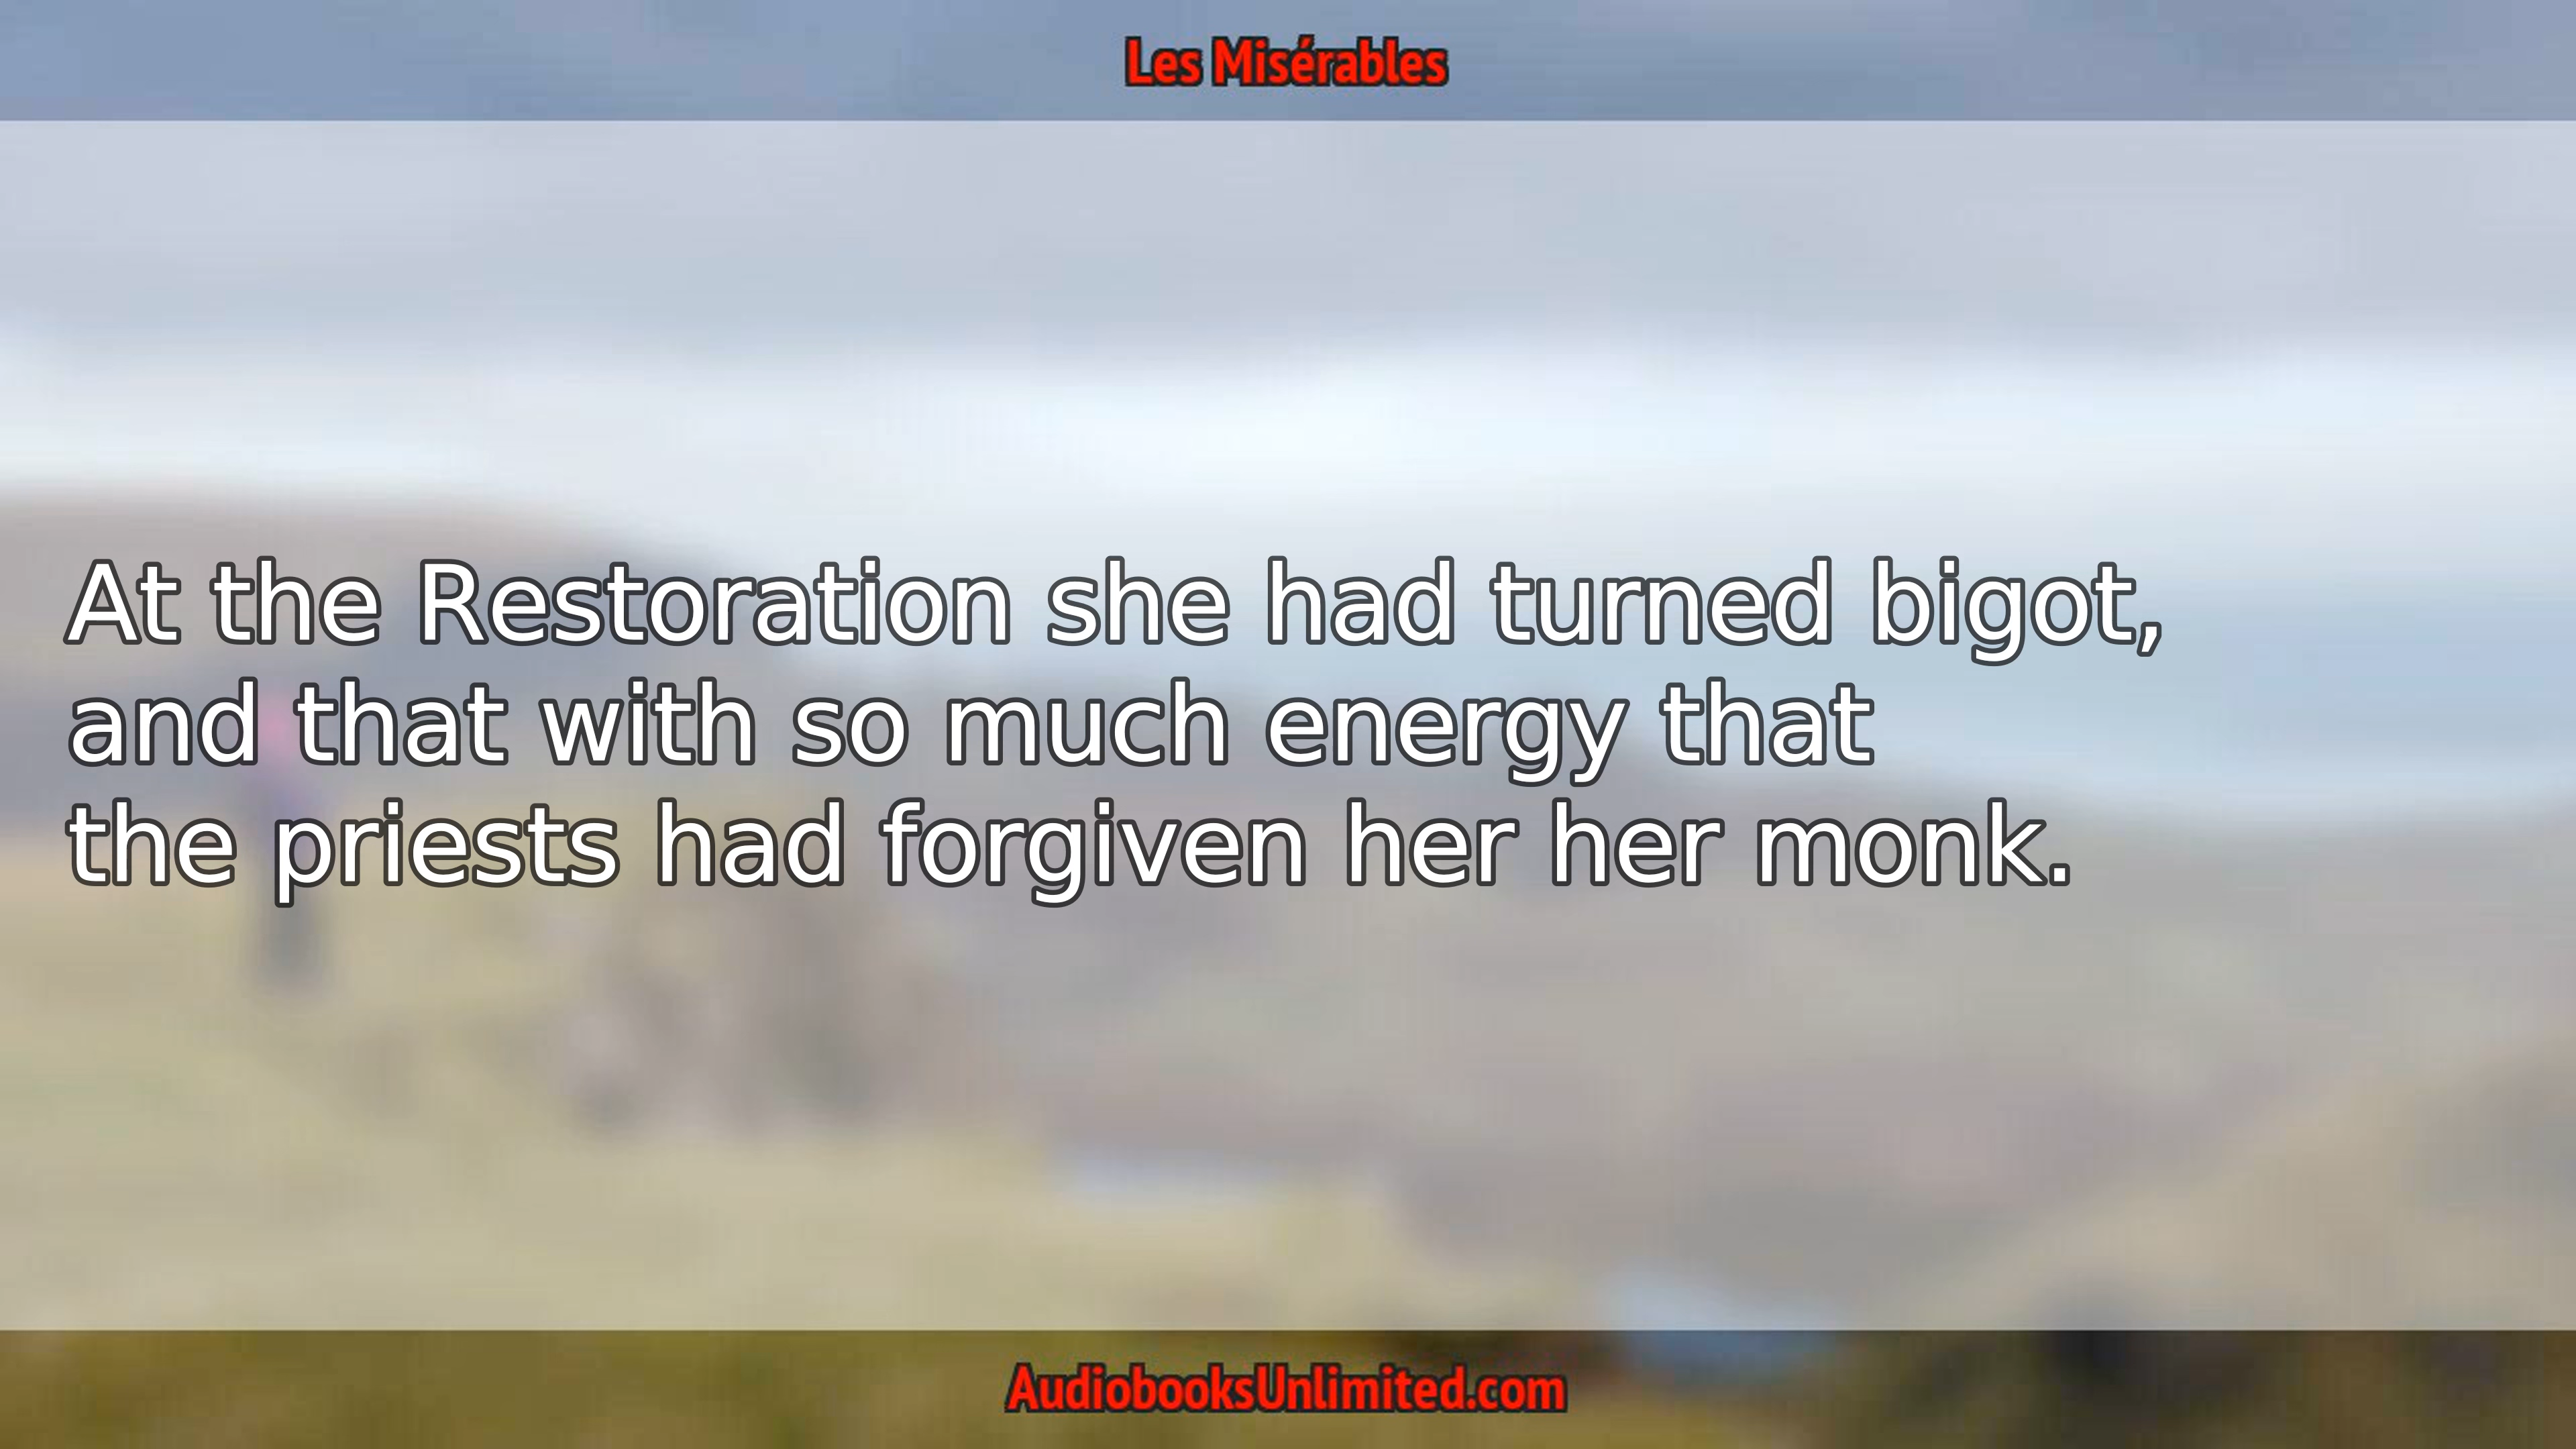 Les Misérables
At the Restoration she had turned bigot,
and that with so much energy that
the priests had forgiven her her monk.
AudiobooksUnlimited.com